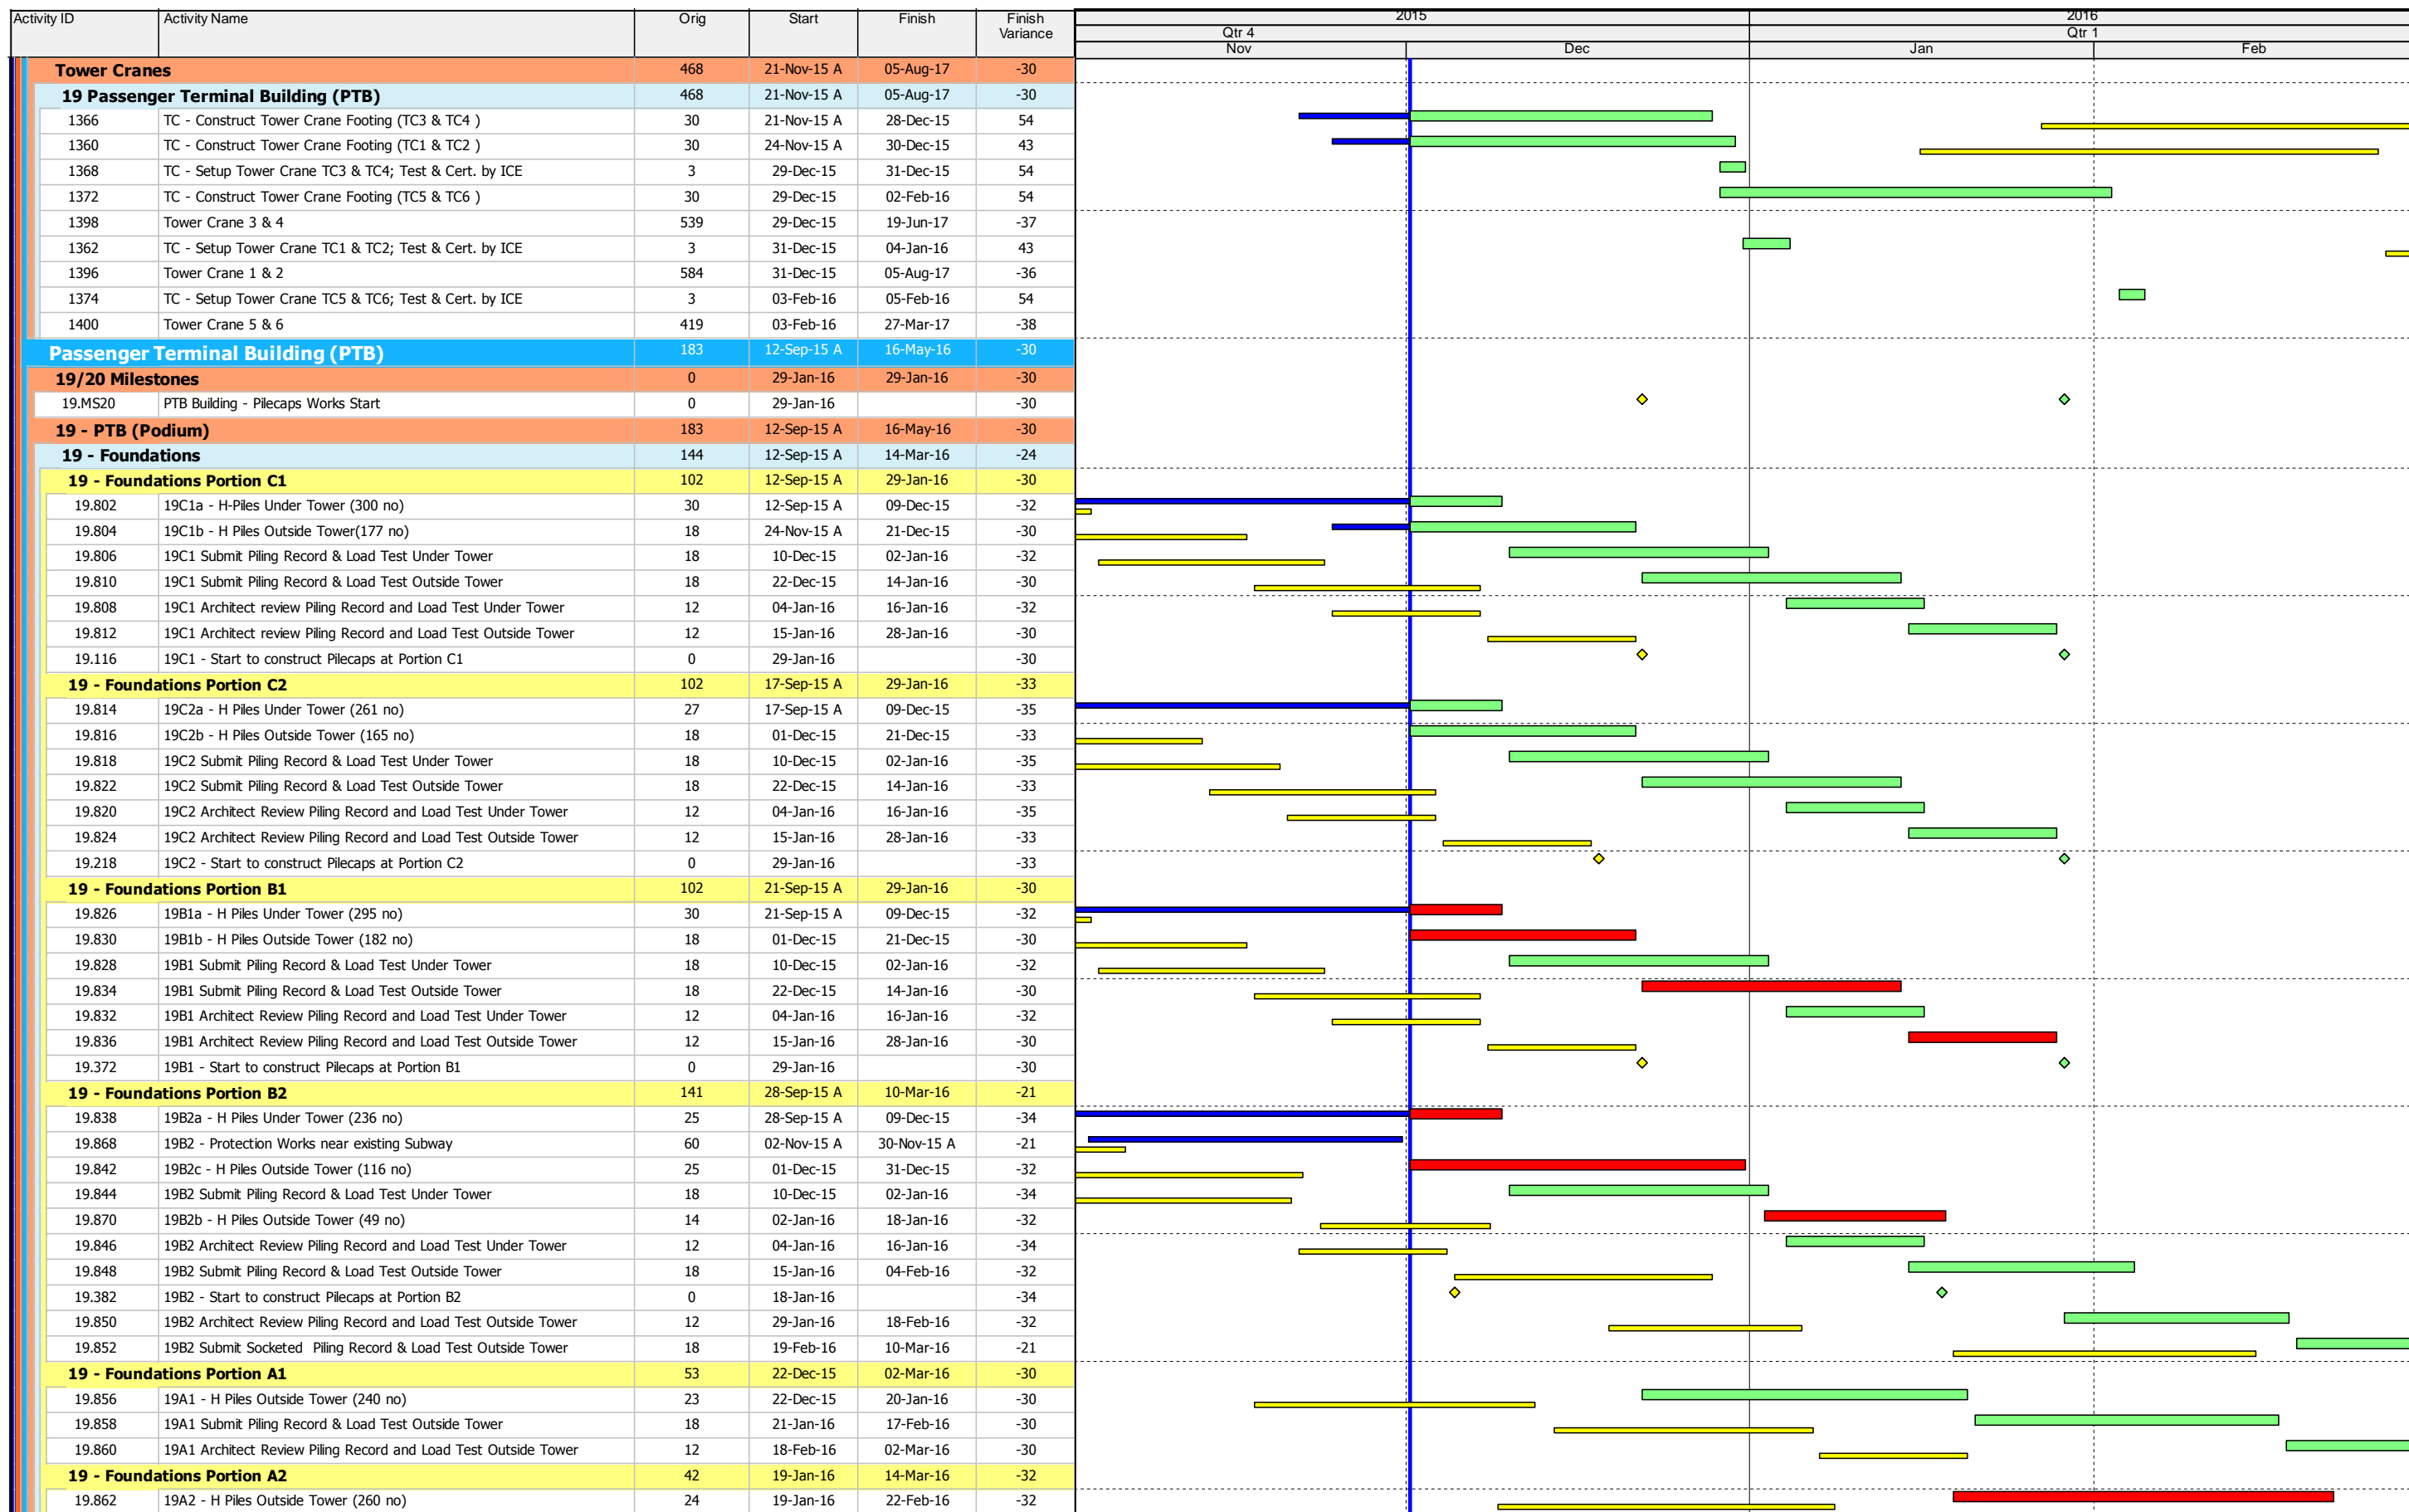 Activity ID Activity Name Orig Start Finish Finish Variance 2015 2016
Qtr 4 Qtr 1
Nov Dec Jan Feb
Tower Cranes 468 21-Nov-15 A 05-Aug-17 -30
19 Passenger Terminal Building (PTB) 468 21-Nov-15 A 05-Aug-17 -30
1366 TC - Construct Tower Crane Footing (TC3 & TC4 ) 30 21-Nov-15 A 28-Dec-15 54
1360 TC - Construct Tower Crane Footing (TC1 & TC2 ) 30 24-Nov-15 A 30-Dec-15 43
1368 TC - Setup Tower Crane TC3 & TC4; Test & Cert. by ICE 3 29-Dec-15 31-Dec-15 54
1372 TC - Construct Tower Crane Footing (TC5 & TC6 ) 30 29-Dec-15 02-Feb-16 54
1398 Tower Crane 3 & 4 539 29-Dec-15 19-Jun-17 -37
1362 TC - Setup Tower Crane TC1 & TC2; Test & Cert. by ICE 3 31-Dec-15 04-Jan-16 43
1396 Tower Crane 1 & 2 584 31-Dec-15 05-Aug-17 -36
1374 TC - Setup Tower Crane TC5 & TC6; Test & Cert. by ICE 3 03-Feb-16 05-Feb-16 54
1400 Tower Crane 5 & 6 419 03-Feb-16 27-Mar-17 -38
Passenger Terminal Building (PTB) 183 12-Sep-15 A 16-May-16 -30
19/20 Milestones 0 29-Jan-16 29-Jan-16 -30
19.MS20 PTB Building - Pilecaps Works Start 0 29-Jan-16 -30
19 - PTB (Podium) 183 12-Sep-15 A 16-May-16 -30
19 - Foundations 144 12-Sep-15 A 14-Mar-16 -24
19 - Foundations Portion C1 102 12-Sep-15 A 29-Jan-16 -30
19.802 19C1a - H-Piles Under Tower (300 no) 30 12-Sep-15 A 09-Dec-15 -32
19.804 19C1b - H Piles Outside Tower(177 no) 18 24-Nov-15 A 21-Dec-15 -30
19.806 19C1 Submit Piling Record & Load Test Under Tower 18 10-Dec-15 02-Jan-16 -32
19.810 19C1 Submit Piling Record & Load Test Outside Tower 18 22-Dec-15 14-Jan-16 -30
19.808 19C1 Architect review Piling Record and Load Test Under Tower 12 04-Jan-16 16-Jan-16 -32
19.812 19C1 Architect review Piling Record and Load Test Outside Tower 12 15-Jan-16 28-Jan-16 -30
19.116 19C1 - Start to construct Pilecaps at Portion C1 0 29-Jan-16 -30
19 - Foundations Portion C2 102 17-Sep-15 A 29-Jan-16 -33
19.814 19C2a - H Piles Under Tower (261 no) 27 17-Sep-15 A 09-Dec-15 -35
19.816 19C2b - H Piles Outside Tower (165 no) 18 01-Dec-15 21-Dec-15 -33
19.818 19C2 Submit Piling Record & Load Test Under Tower 18 10-Dec-15 02-Jan-16 -35
19.822 19C2 Submit Piling Record & Load Test Outside Tower 18 22-Dec-15 14-Jan-16 -33
19.820 19C2 Architect Review Piling Record and Load Test Under Tower 12 04-Jan-16 16-Jan-16 -35
19.824 19C2 Architect Review Piling Record and Load Test Outside Tower 12 15-Jan-16 28-Jan-16 -33
19.218 19C2 - Start to construct Pilecaps at Portion C2 0 29-Jan-16 -33
19 - Foundations Portion B1 102 21-Sep-15 A 29-Jan-16 -30
19.826 19B1a - H Piles Under Tower (295 no) 30 21-Sep-15 A 09-Dec-15 -32
19.830 19B1b - H Piles Outside Tower (182 no) 18 01-Dec-15 21-Dec-15 -30
19.828 19B1 Submit Piling Record & Load Test Under Tower 18 10-Dec-15 02-Jan-16 -32
19.834 19B1 Submit Piling Record & Load Test Outside Tower 18 22-Dec-15 14-Jan-16 -30
19.832 19B1 Architect Review Piling Record and Load Test Under Tower 12 04-Jan-16 16-Jan-16 -32
19.836 19B1 Architect Review Piling Record and Load Test Outside Tower 12 15-Jan-16 28-Jan-16 -30
19.372 19B1 - Start to construct Pilecaps at Portion B1 0 29-Jan-16 -30
19 - Foundations Portion B2 141 28-Sep-15 A 10-Mar-16 -21
19.838 19B2a - H Piles Under Tower (236 no) 25 28-Sep-15 A 09-Dec-15 -34
19.868 19B2 - Protection Works near existing Subway 60 02-Nov-15 A 30-Nov-15 A -21
19.842 19B2c - H Piles Outside Tower (116 no) 25 01-Dec-15 31-Dec-15 -32
19.844 19B2 Submit Piling Record & Load Test Under Tower 18 10-Dec-15 02-Jan-16 -34
19.870 19B2b - H Piles Outside Tower (49 no) 14 02-Jan-16 18-Jan-16 -32
19.846 19B2 Architect Review Piling Record and Load Test Under Tower 12 04-Jan-16 16-Jan-16 -34
19.848 19B2 Submit Piling Record & Load Test Outside Tower 18 15-Jan-16 04-Feb-16 -32
19.382 19B2 - Start to construct Pilecaps at Portion B2 0 18-Jan-16 -34
19.850 19B2 Architect Review Piling Record and Load Test Outside Tower 12 29-Jan-16 18-Feb-16 -32
19.852 19B2 Submit Socketed Piling Record & Load Test Outside Tower 18 19-Feb-16 10-Mar-16 -21
19 - Foundations Portion A1 53 22-Dec-15 02-Mar-16 -30
19.856 19A1 - H Piles Outside Tower (240 no) 23 22-Dec-15 20-Jan-16 -30
19.858 19A1 Submit Piling Record & Load Test Outside Tower 18 21-Jan-16 17-Feb-16 -30
19.860 19A1 Architect Review Piling Record and Load Test Outside Tower 12 18-Feb-16 02-Mar-16 -30
19 - Foundations Portion A2 42 19-Jan-16 14-Mar-16 -32
19.862 19A2 - H Piles Outside Tower (260 no) 24 19-Jan-16 22-Feb-16 -32